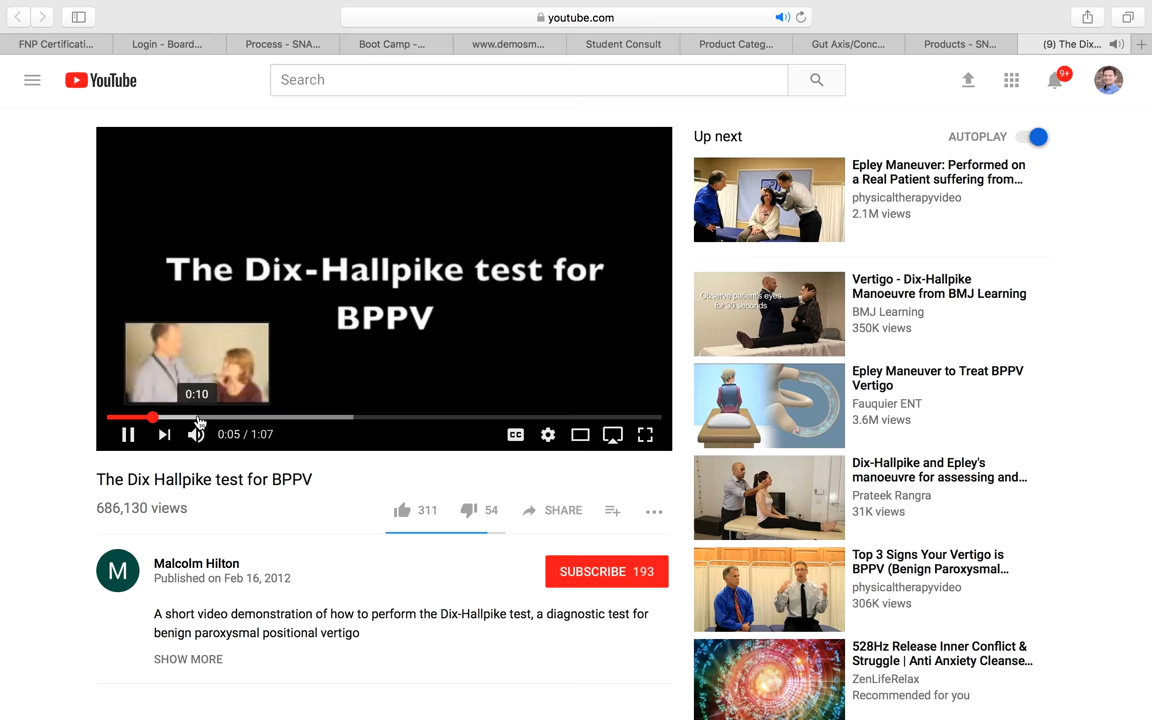 youtube.com
FNP Certificati...
Login - Board...
Process - SNA...
Boot Camp -...
www.demosm...
Student Consult
Product Categ...
Gut Axis/Conc...
Products - SN...
(9) The Dix...
YouTube
Search
9+
The Dix-Hallpike test for
BPPV
0:10
0:05 / 1:07
CC
The Dix Hallpike test for BPPV
686,130 views
311
54
SHARE
M
Malcolm Hilton
Published on Feb 16, 2012
SUBSCRIBE 193
A short video demonstration of how to perform the Dix-Hallpike test, a diagnostic test for
benign paroxysmal positional vertigo
SHOW MORE
Up next
AUTOPLAY
Epley Maneuver: Performed on
a Real Patient suffering from...
physicaltherapyvideo
2.1M views
Observe patient's eyes
for 30 seconds
Vertigo - Dix-Hallpike
Manoeuvre from BMJ Learning
BMJ Learning
350K views
Epley Maneuver to Treat BPPV
Vertigo
Fauquier ENT
3.6M views
Dix-Hallpike and Epley's
manoeuvre for assessing and...
Prateek Rangra
31K views
Top 3 Signs Your Vertigo is
BPPV (Benign Paroxysmal...
physicaltherapyvideo
306K views
528Hz Release Inner Conflict &
Struggle | Anti Anxiety Cleanse...
ZenLifeRelax
Recommended for you